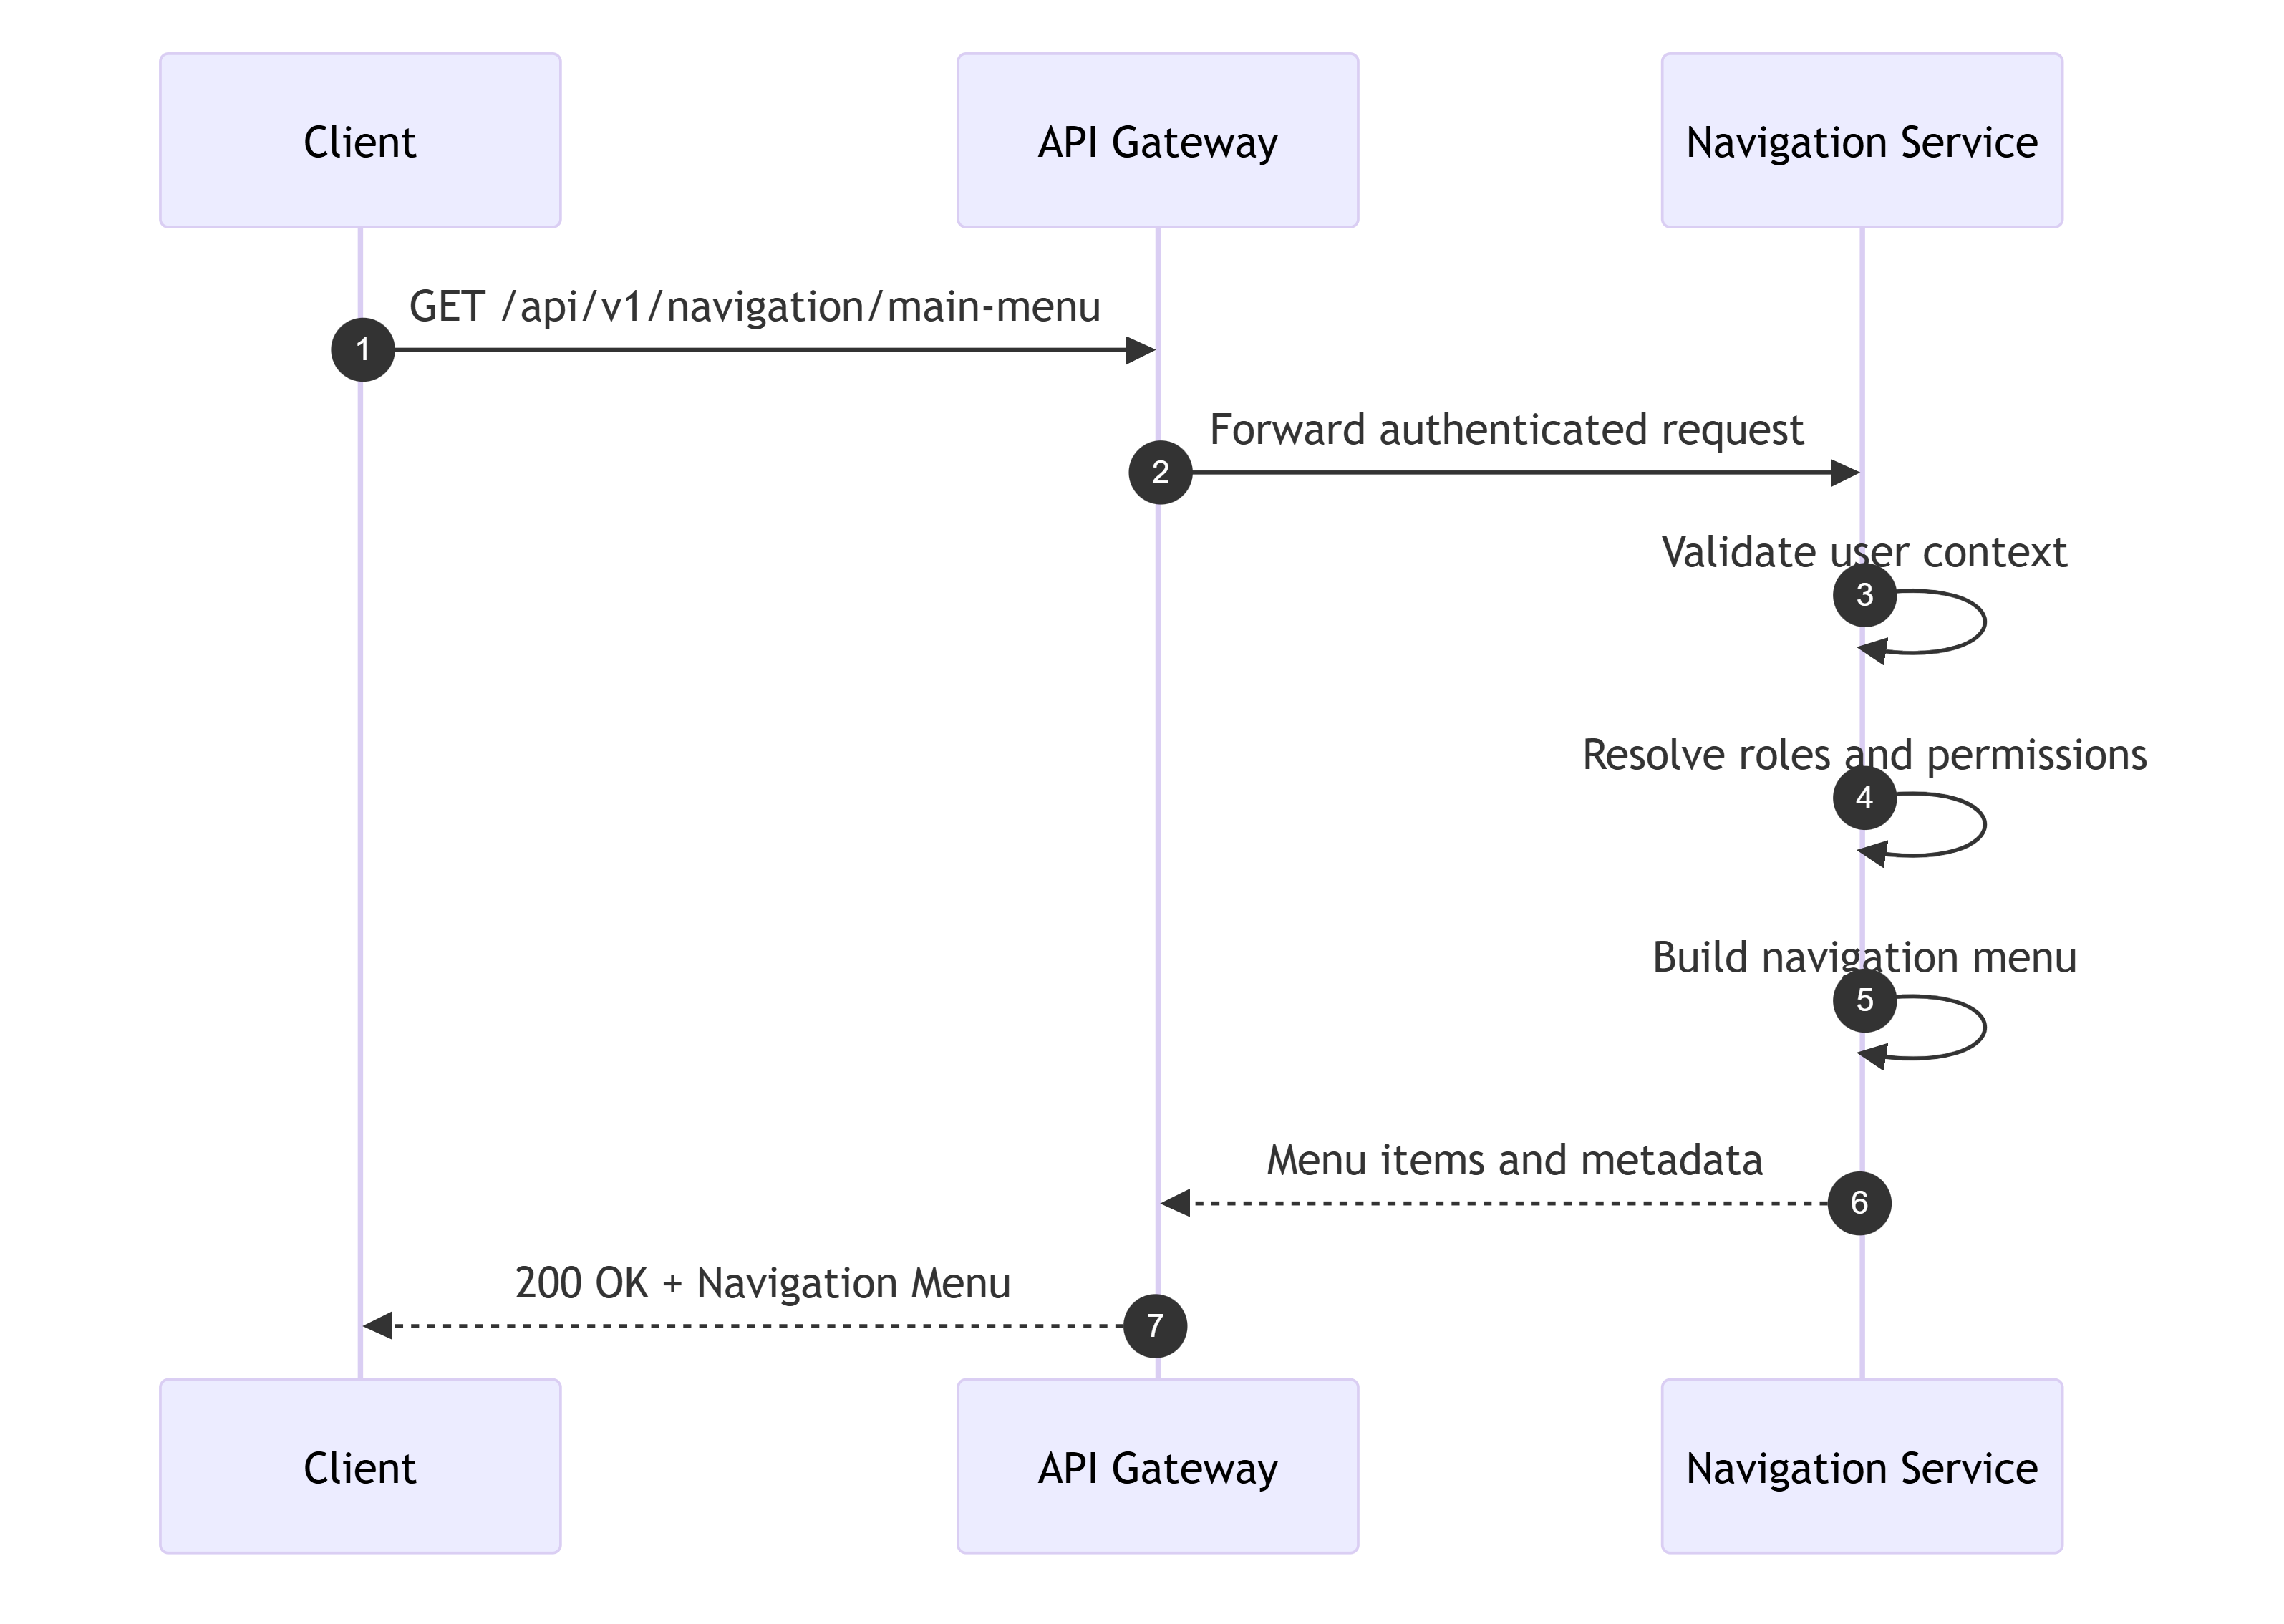 Client
API Gateway
Navigation Service
GET /api/v1/navigation/main-menu
1
Forward authenticated request
2
Validate user context
3
Resolve roles and permissions
4
Build navigation menu
5
Menu items and metadata
6
200 OK + Navigation Menu
7
Client
API Gateway
Navigation Service